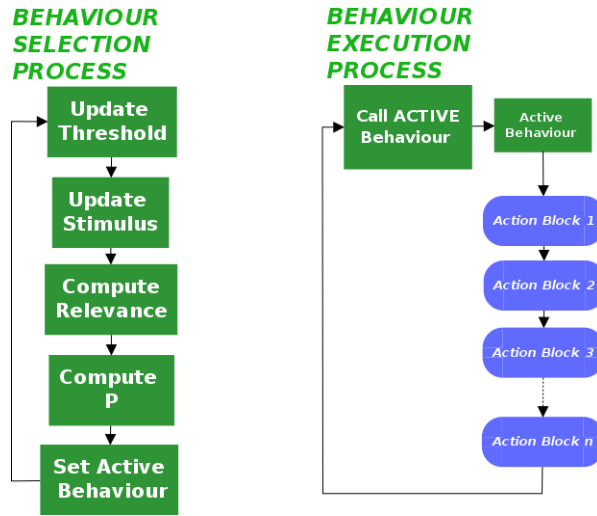 BEHAVIOUR
SELECTION
PROCESS
Update
Threshold
Update
Stimulus
Compute
Relevance
Compute
P
Set Active
Behaviour
BEHAVIOUR
EXECUTION
PROCESS
Call ACTIVE
Behaviour
Active
Behaviour
Action Block 1
Action Block 2
Action Block 3
Action Block n